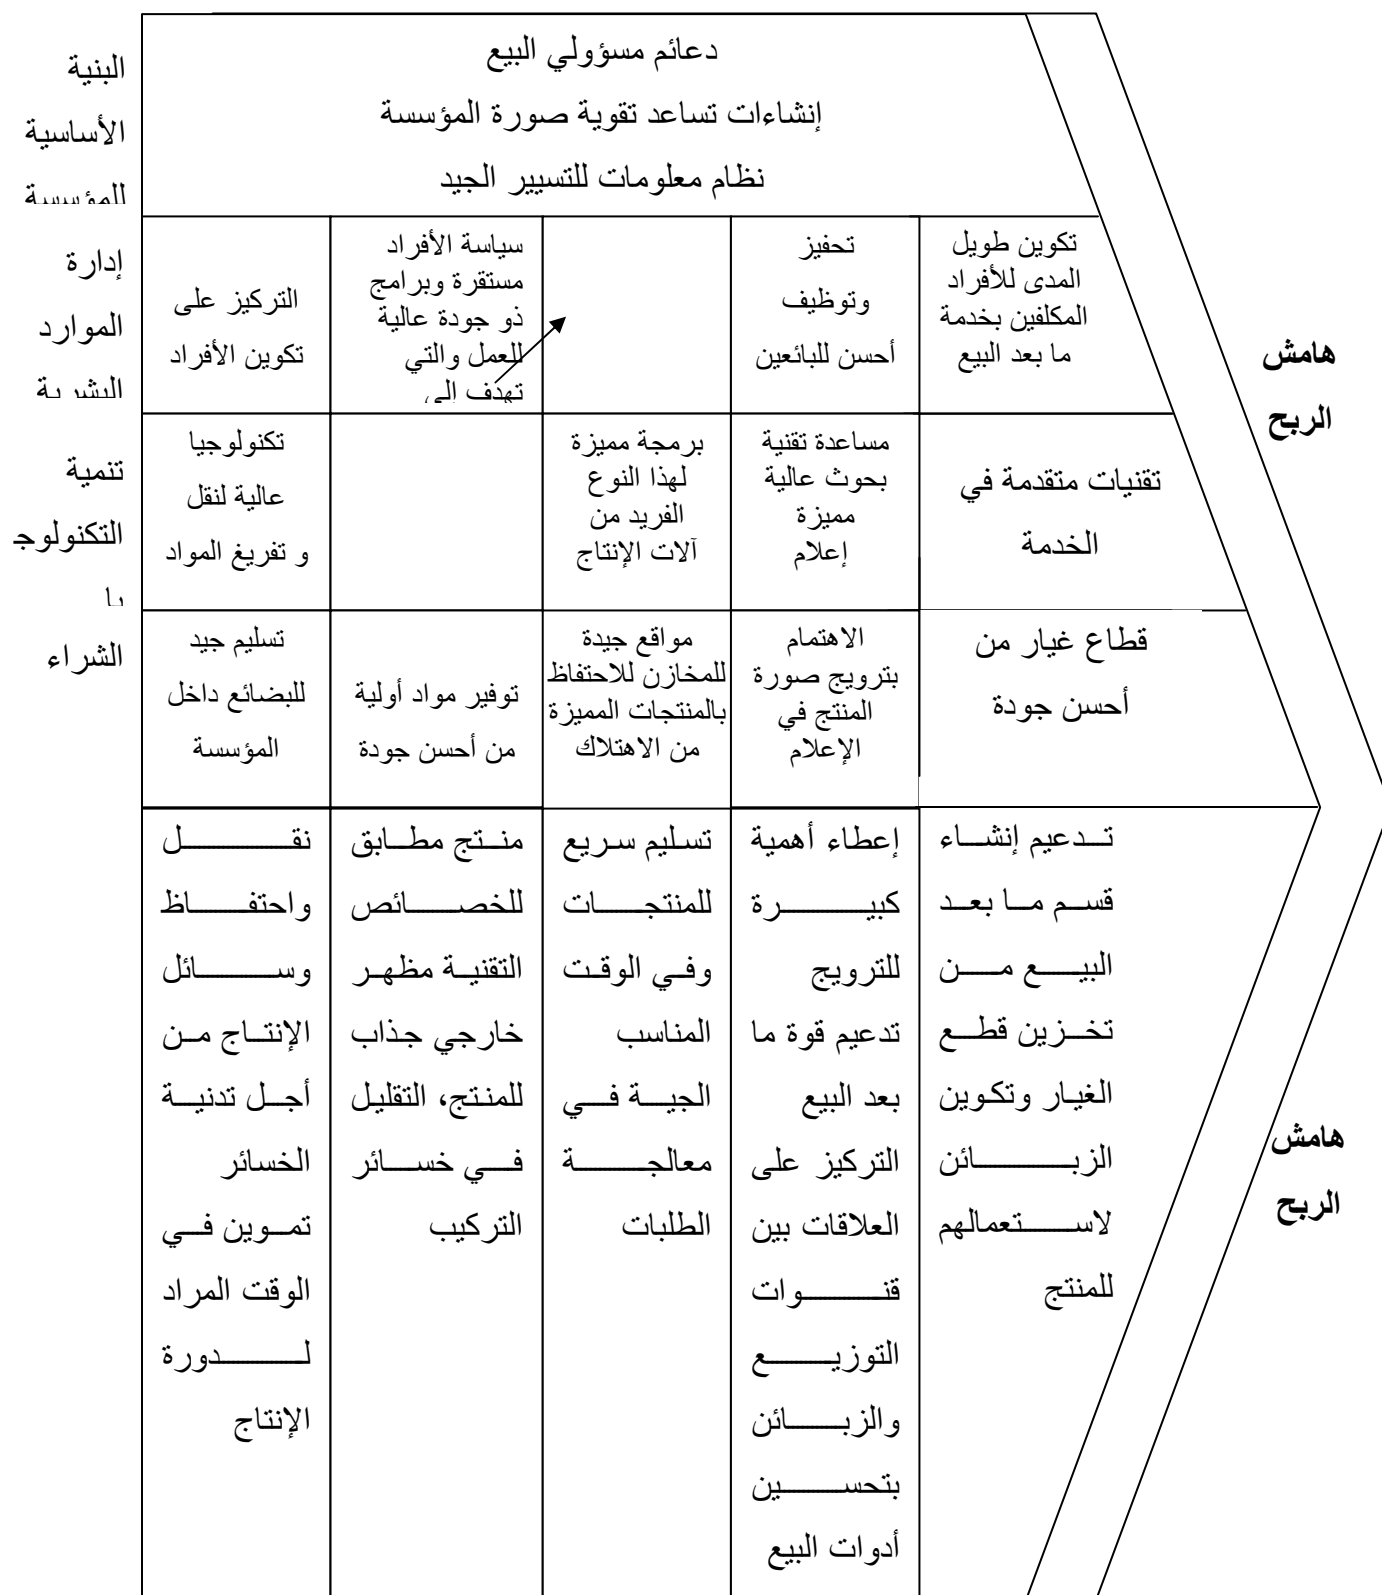 البنية
الأساسية
للمؤسسة
دعائم مسؤولي البيع
إنشاءات تساعد تقوية صورة المؤسسة
نظام معلومات للتسيير الجيد
إدارة
الموارد
البشرية
التركيز على
تكوين الأفراد
سياسة الأفراد
مستقرة وبرامج
ذو جودة عالية
للعمل والتي
تهدف إلى
تحفيز
وتوظيف
أحسن للبائعين
تكوين طويل
المدى للأفراد
المكلفين بخدمة
ما بعد البيع
هامش
الربح
تنمية
التكنولوج
يا
تكنولوجيا
عالية لنقل
و تفريغ المواد
برمجة مميزة
لهذا النوع
الفريد من
آلات الإنتاج
مساعدة تقنية
بحوث عالية
مميزة
إعلام
تقنيات متقدمة في
الخدمة
الشراء
تسليم جيد
للبضائع داخل
المؤسسة
توفير مواد أولية
من أحسن جودة
مواقع جيدة
للمخازن للاحتفاظ
بالمنتجات المميزة
من الاهتلاك
الاهتمام
بترويج صورة
المنتج في
الإعلام
قطاع غيار من
أحسن جودة
نقل
واحتفاظ
وسائل
الإنتاج من
أجل تدنية
الخسائر
تموين في
الوقت المراد
لدورة
الإنتاج
منتج مطابق
للخصائص
التقنية مظهر
خارجي جذاب
للمنتج، التقليل
في خسائر
التركيب
تسليم سريع
للمنتجات
وفي الوقت
المناسب
الجية في
معالجة
الطلبات
إعطاء أهمية
كبيرة
للترويج
تدعيم قوة ما
بعد البيع
التركيز على
العلاقات بين
قنوات
التوزيع
والزبائن
بتحسين
أدوات البيع
تدعيم إنشاء
قسم ما بعد
البيع من
تخزين قطع
الغيار وتكوين
الزبائن
لاستعمالهم
للمنتج
هامش
الربح